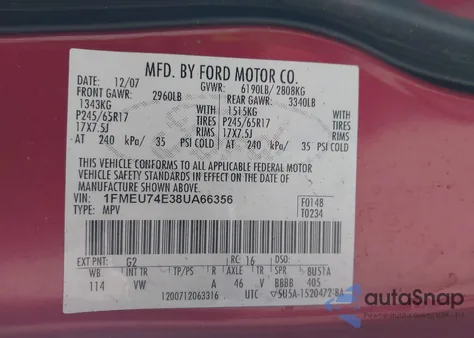 MFD. BY FORD MOTOR CO.
DATE: 12/07 GVWR: 6190LB/ 2808KG
FRONT GAWR: 2960LB REAR GAWR: 3340LB
1343KG 1515KG
P245/65R17 TIRES P245/65R17 TIRES
17X7.5J RIMS 17X7.5J RIMS
AT 240 kPa/ 35 PSI COLD AT 240 kPa/ 35 PSI COLD
THIS VEHICLE CONFORMS TO ALL APPLICABLE FEDERAL MOTOR
VEHICLE SAFETY STANDARDS IN EFFECT ON THE DATE OF
MANUFACTURE SHOWN ABOVE.
VIN: 1FMEU74E38UA66356 F0148
TYPE: MPV T0234
EXT PNT: G2 RC: 16 DSO:
WB INT TR TP/PS R AXLE TR SPR BUS1A
114 VW A 46 V BBBB 405
1200712063316 UTC
autoSnap